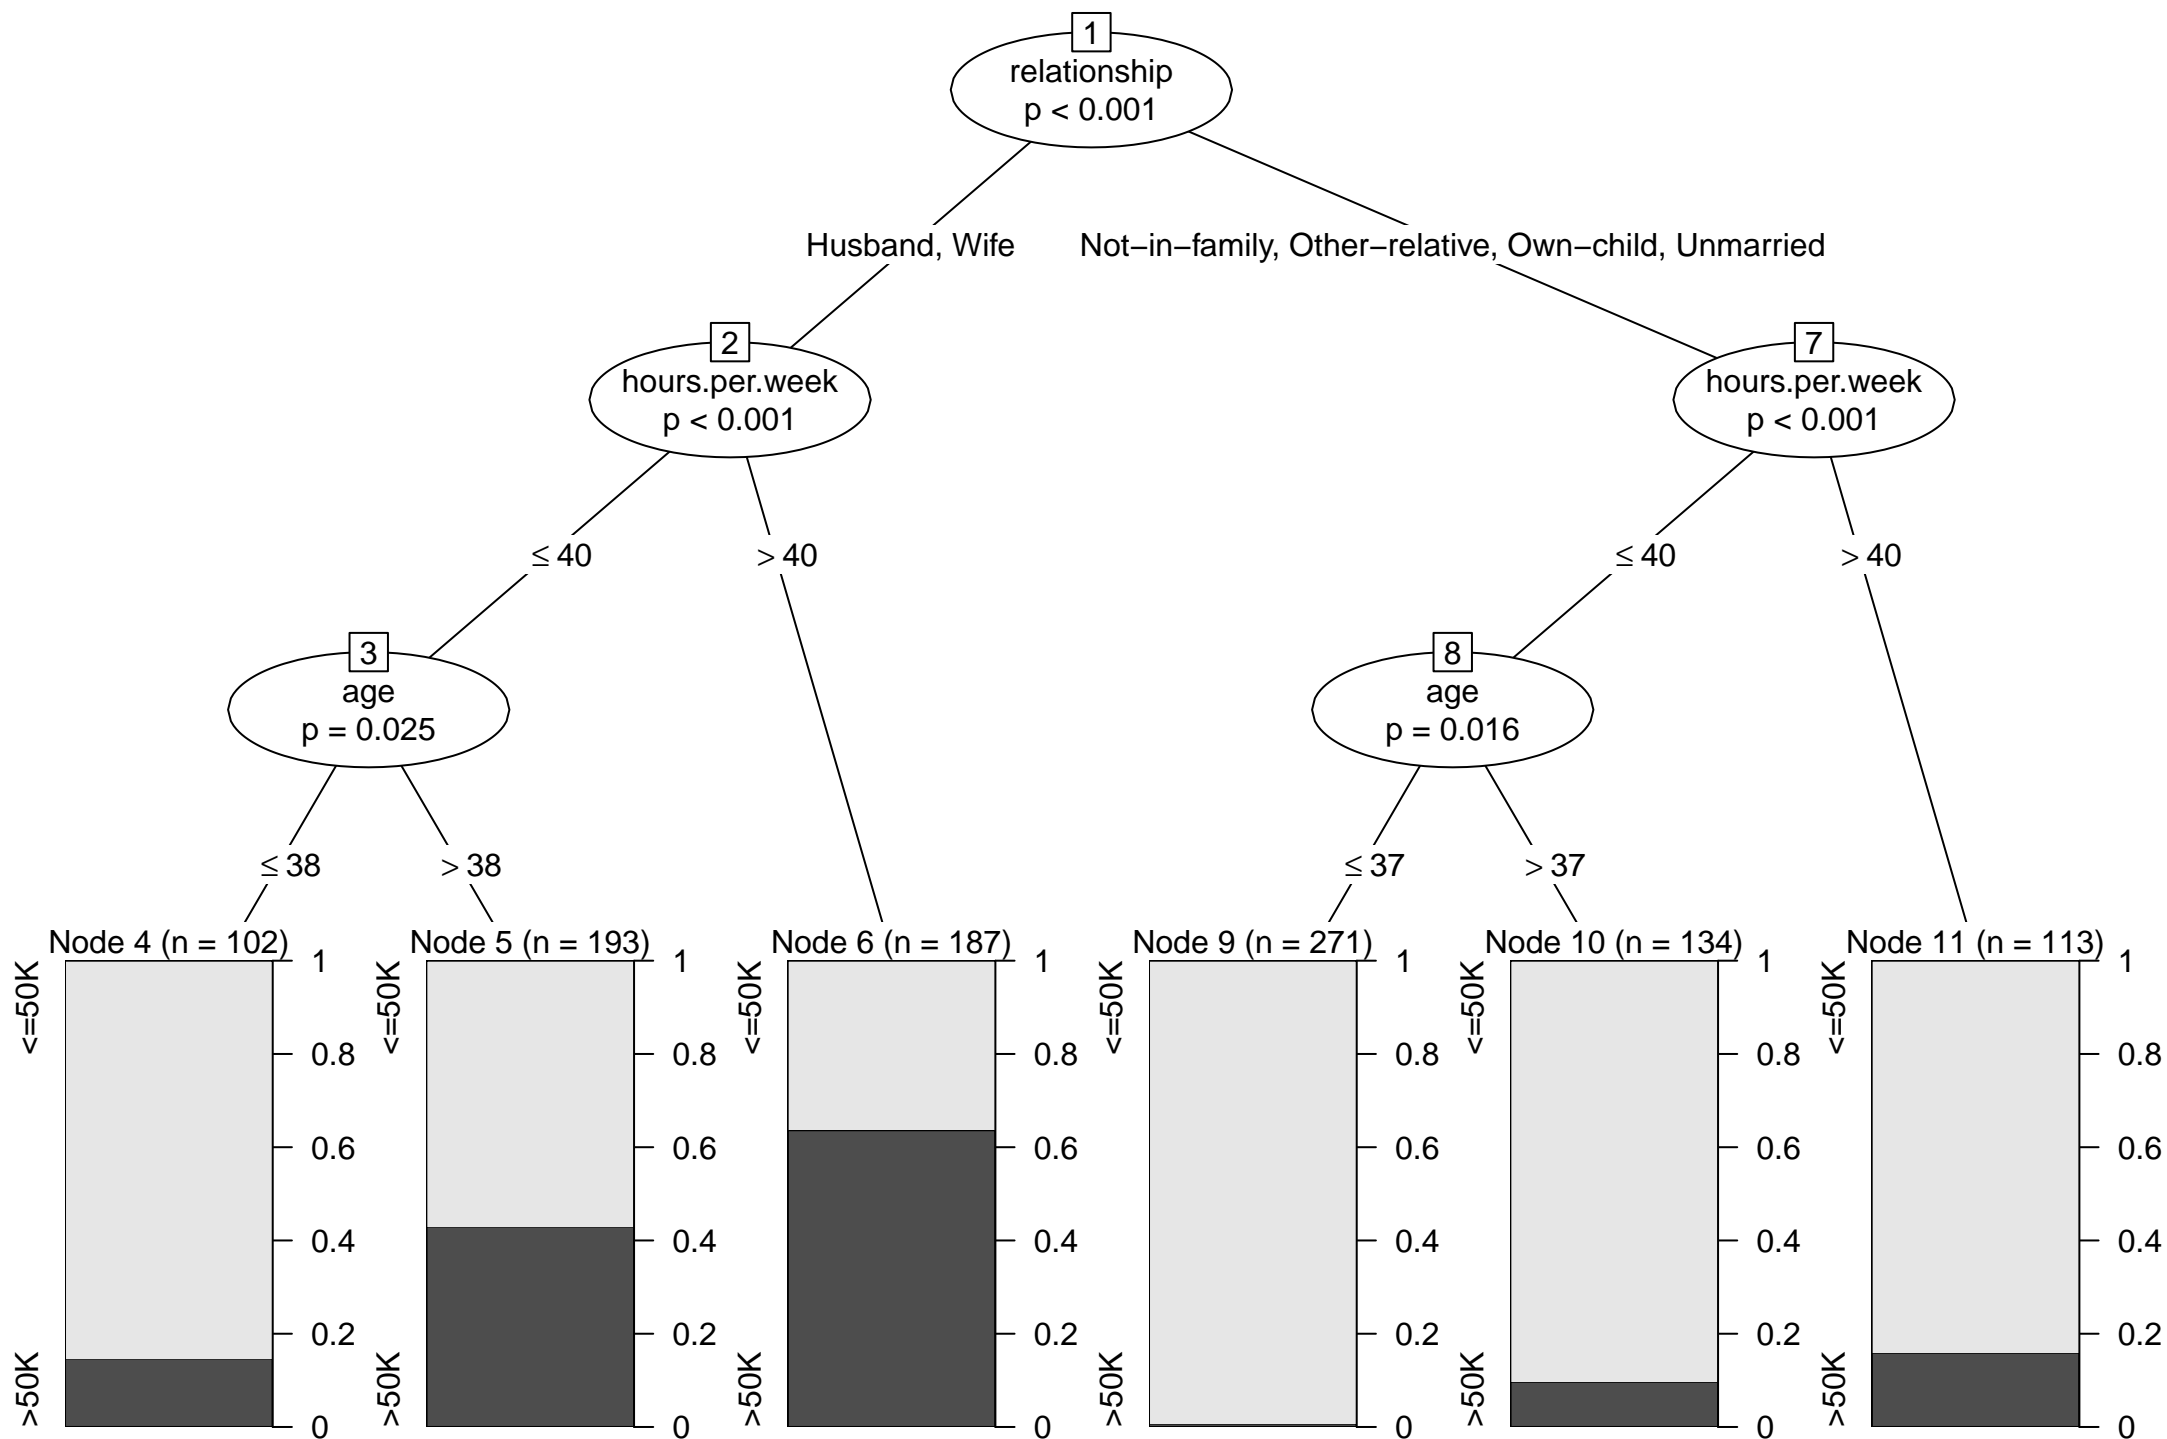 1
relationship
p < 0.001
Husband, Wife
Not−in−family, Other−relative, Own−child, Unmarried
2
hours.per.week
p < 0.001
7
hours.per.week
p < 0.001
≤ 40
> 40
≤ 40
> 40
3
age
p = 0.025
8
age
p = 0.016
≤ 38
> 38
≤ 37
> 37
Node 4 (n = 102)
>50K
<=50K
0
0.2
0.4
0.6
0.8
1
Node 5 (n = 193)
>50K
<=50K
0
0.2
0.4
0.6
0.8
1
Node 6 (n = 187)
>50K
<=50K
0
0.2
0.4
0.6
0.8
1
Node 9 (n = 271)
>50K
<=50K
0
0.2
0.4
0.6
0.8
1
Node 10 (n = 134)
>50K
<=50K
0
0.2
0.4
0.6
0.8
1
Node 11 (n = 113)
>50K
<=50K
0
0.2
0.4
0.6
0.8
1